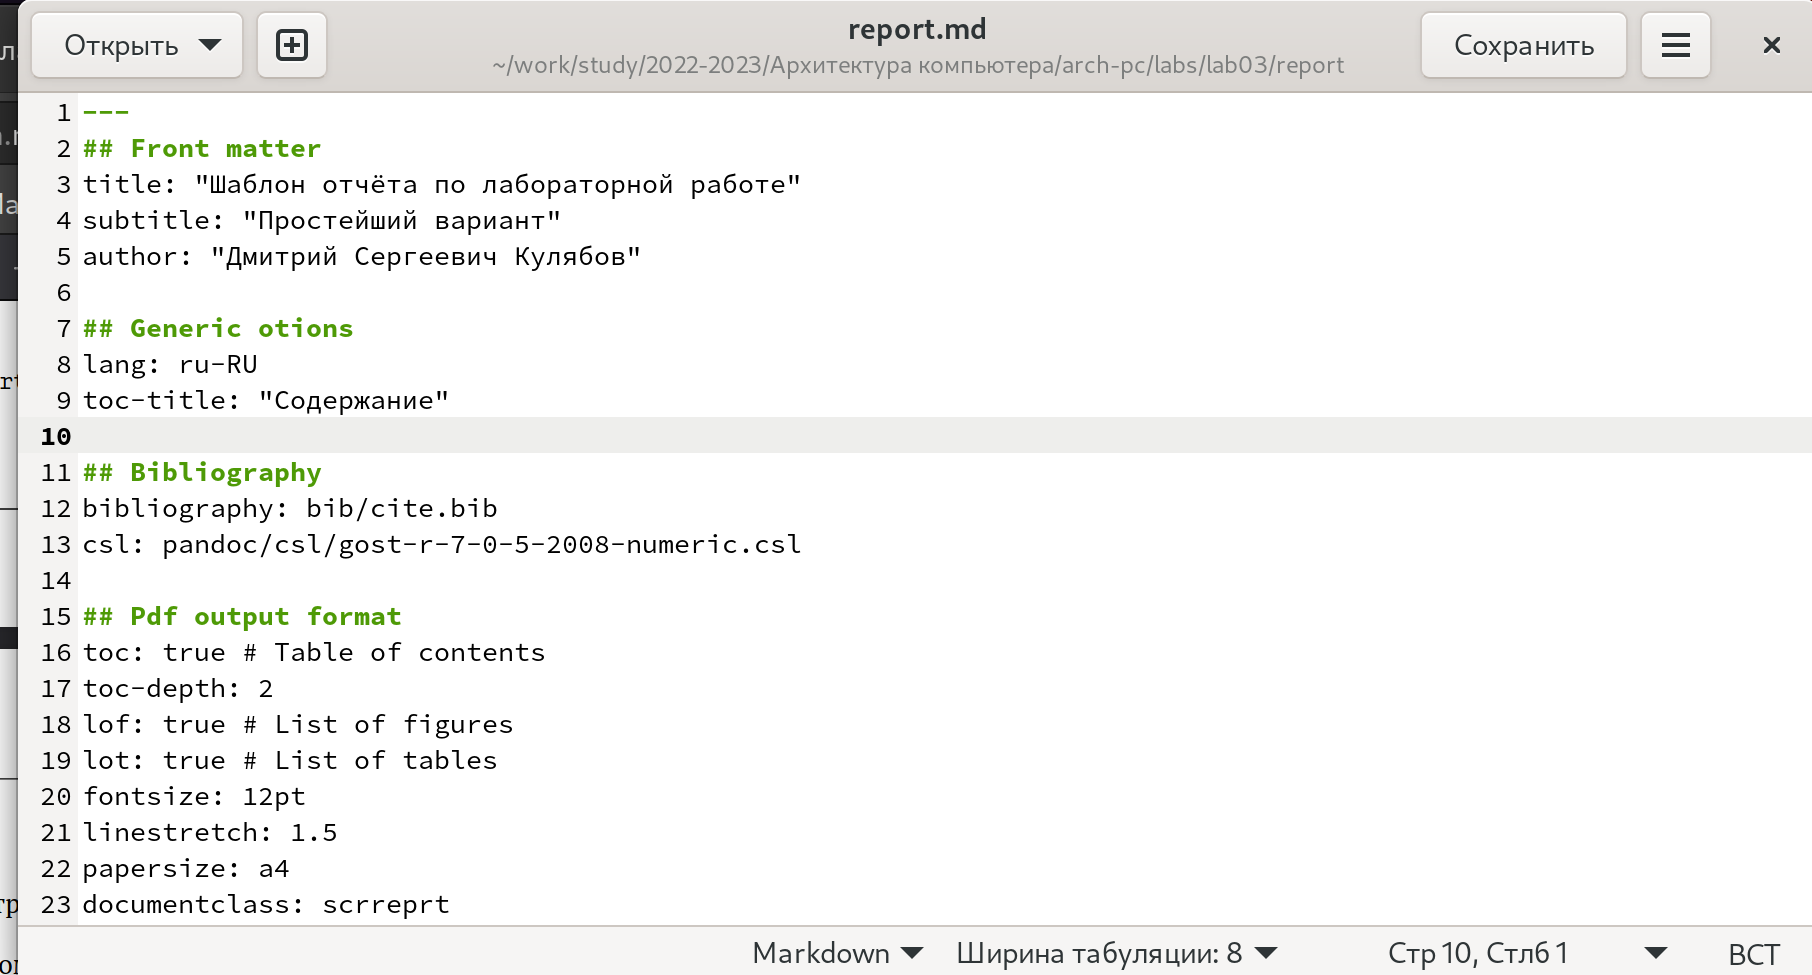 Открыть
report.md
~/work/study/2022-2023/Архитектура компьютера/arch-pc/labs/lab03/report
Сохранить
1 ---
2 ## Front matter
3 title: "Шаблон отчёта по лабораторной работе"
4 subtitle: "Простейший вариант"
5 author: "Дмитрий Сергеевич Кулябов"
6
7 ## Generic otions
8 lang: ru-RU
9 toc-title: "Содержание"
10
11 ## Bibliography
12 bibliography: bib/cite.bib
13 csl: pandoc/csl/gost-r-7-0-5-2008-numeric.csl
14
15 ## Pdf output format
16 toc: true # Table of contents
17 toc-depth: 2
18 lof: true # List of figures
19 lot: true # List of tables
20 fontsize: 12pt
21 linestretch: 1.5
22 papersize: a4
23 documentclass: scrreprt
Markdown Ширина табуляции: 8 Стр 10, Стлб 1 ВСТ